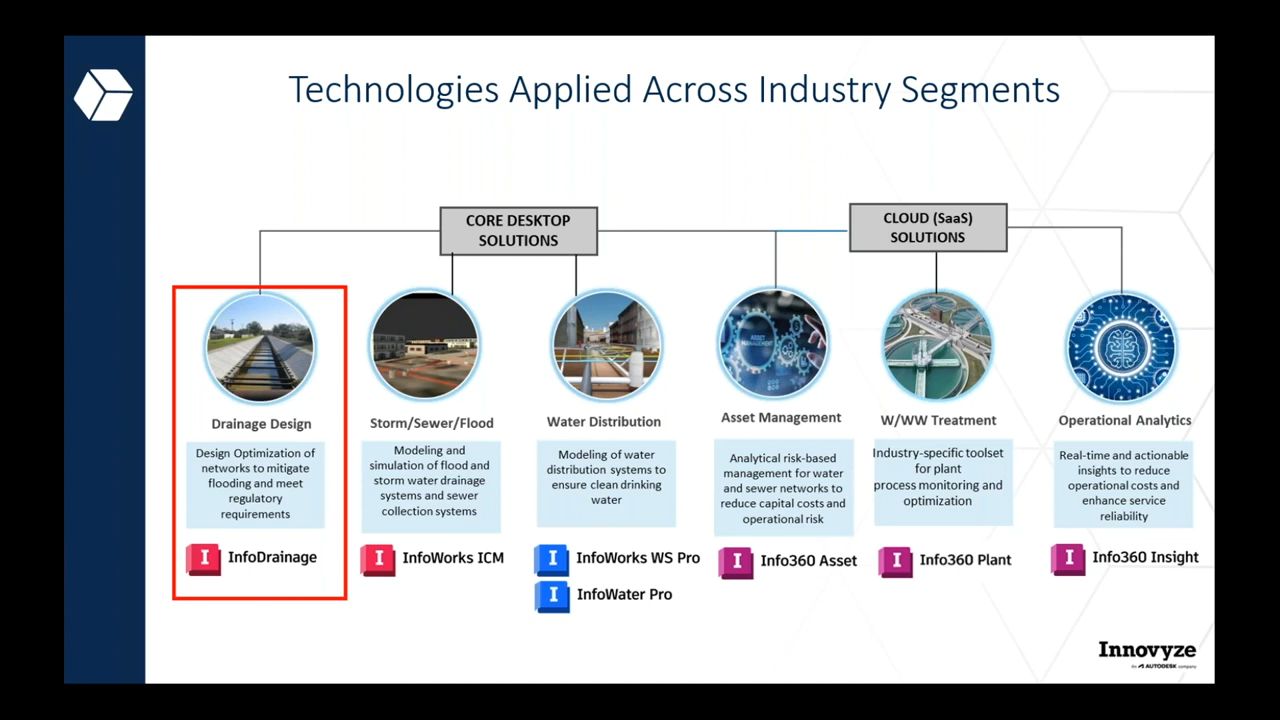 Technologies Applied Across Industry Segments
CORE DESKTOP
SOLUTIONS
CLOUD (SaaS)
SOLUTIONS
ASSET
MANAGEMENT
Drainage Design
Design Optimization of
networks to mitigate
flooding and meet
regulatory
requirements
I InfoDrainage
Storm/Sewer/Flood
Modeling and
simulation of flood and
storm water drainage
systems and sewer
collection systems
I InfoWorks ICM
Water Distribution
Modeling of water
distribution systems to
ensure clean drinking
water
I InfoWorks WS Pro
I InfoWater Pro
Asset Management
Analytical risk-based
management for water
and sewer networks to
reduce capital costs and
operational risk
I Info360 Asset
W/WW Treatment
Industry-specific toolset
for plant
process monitoring and
optimization
I Info360 Plant
Operational Analytics
Real-time and actionable
insights to reduce
operational costs and
enhance service
reliability
I Info360 Insight
Innovyze
An AUTODESK company